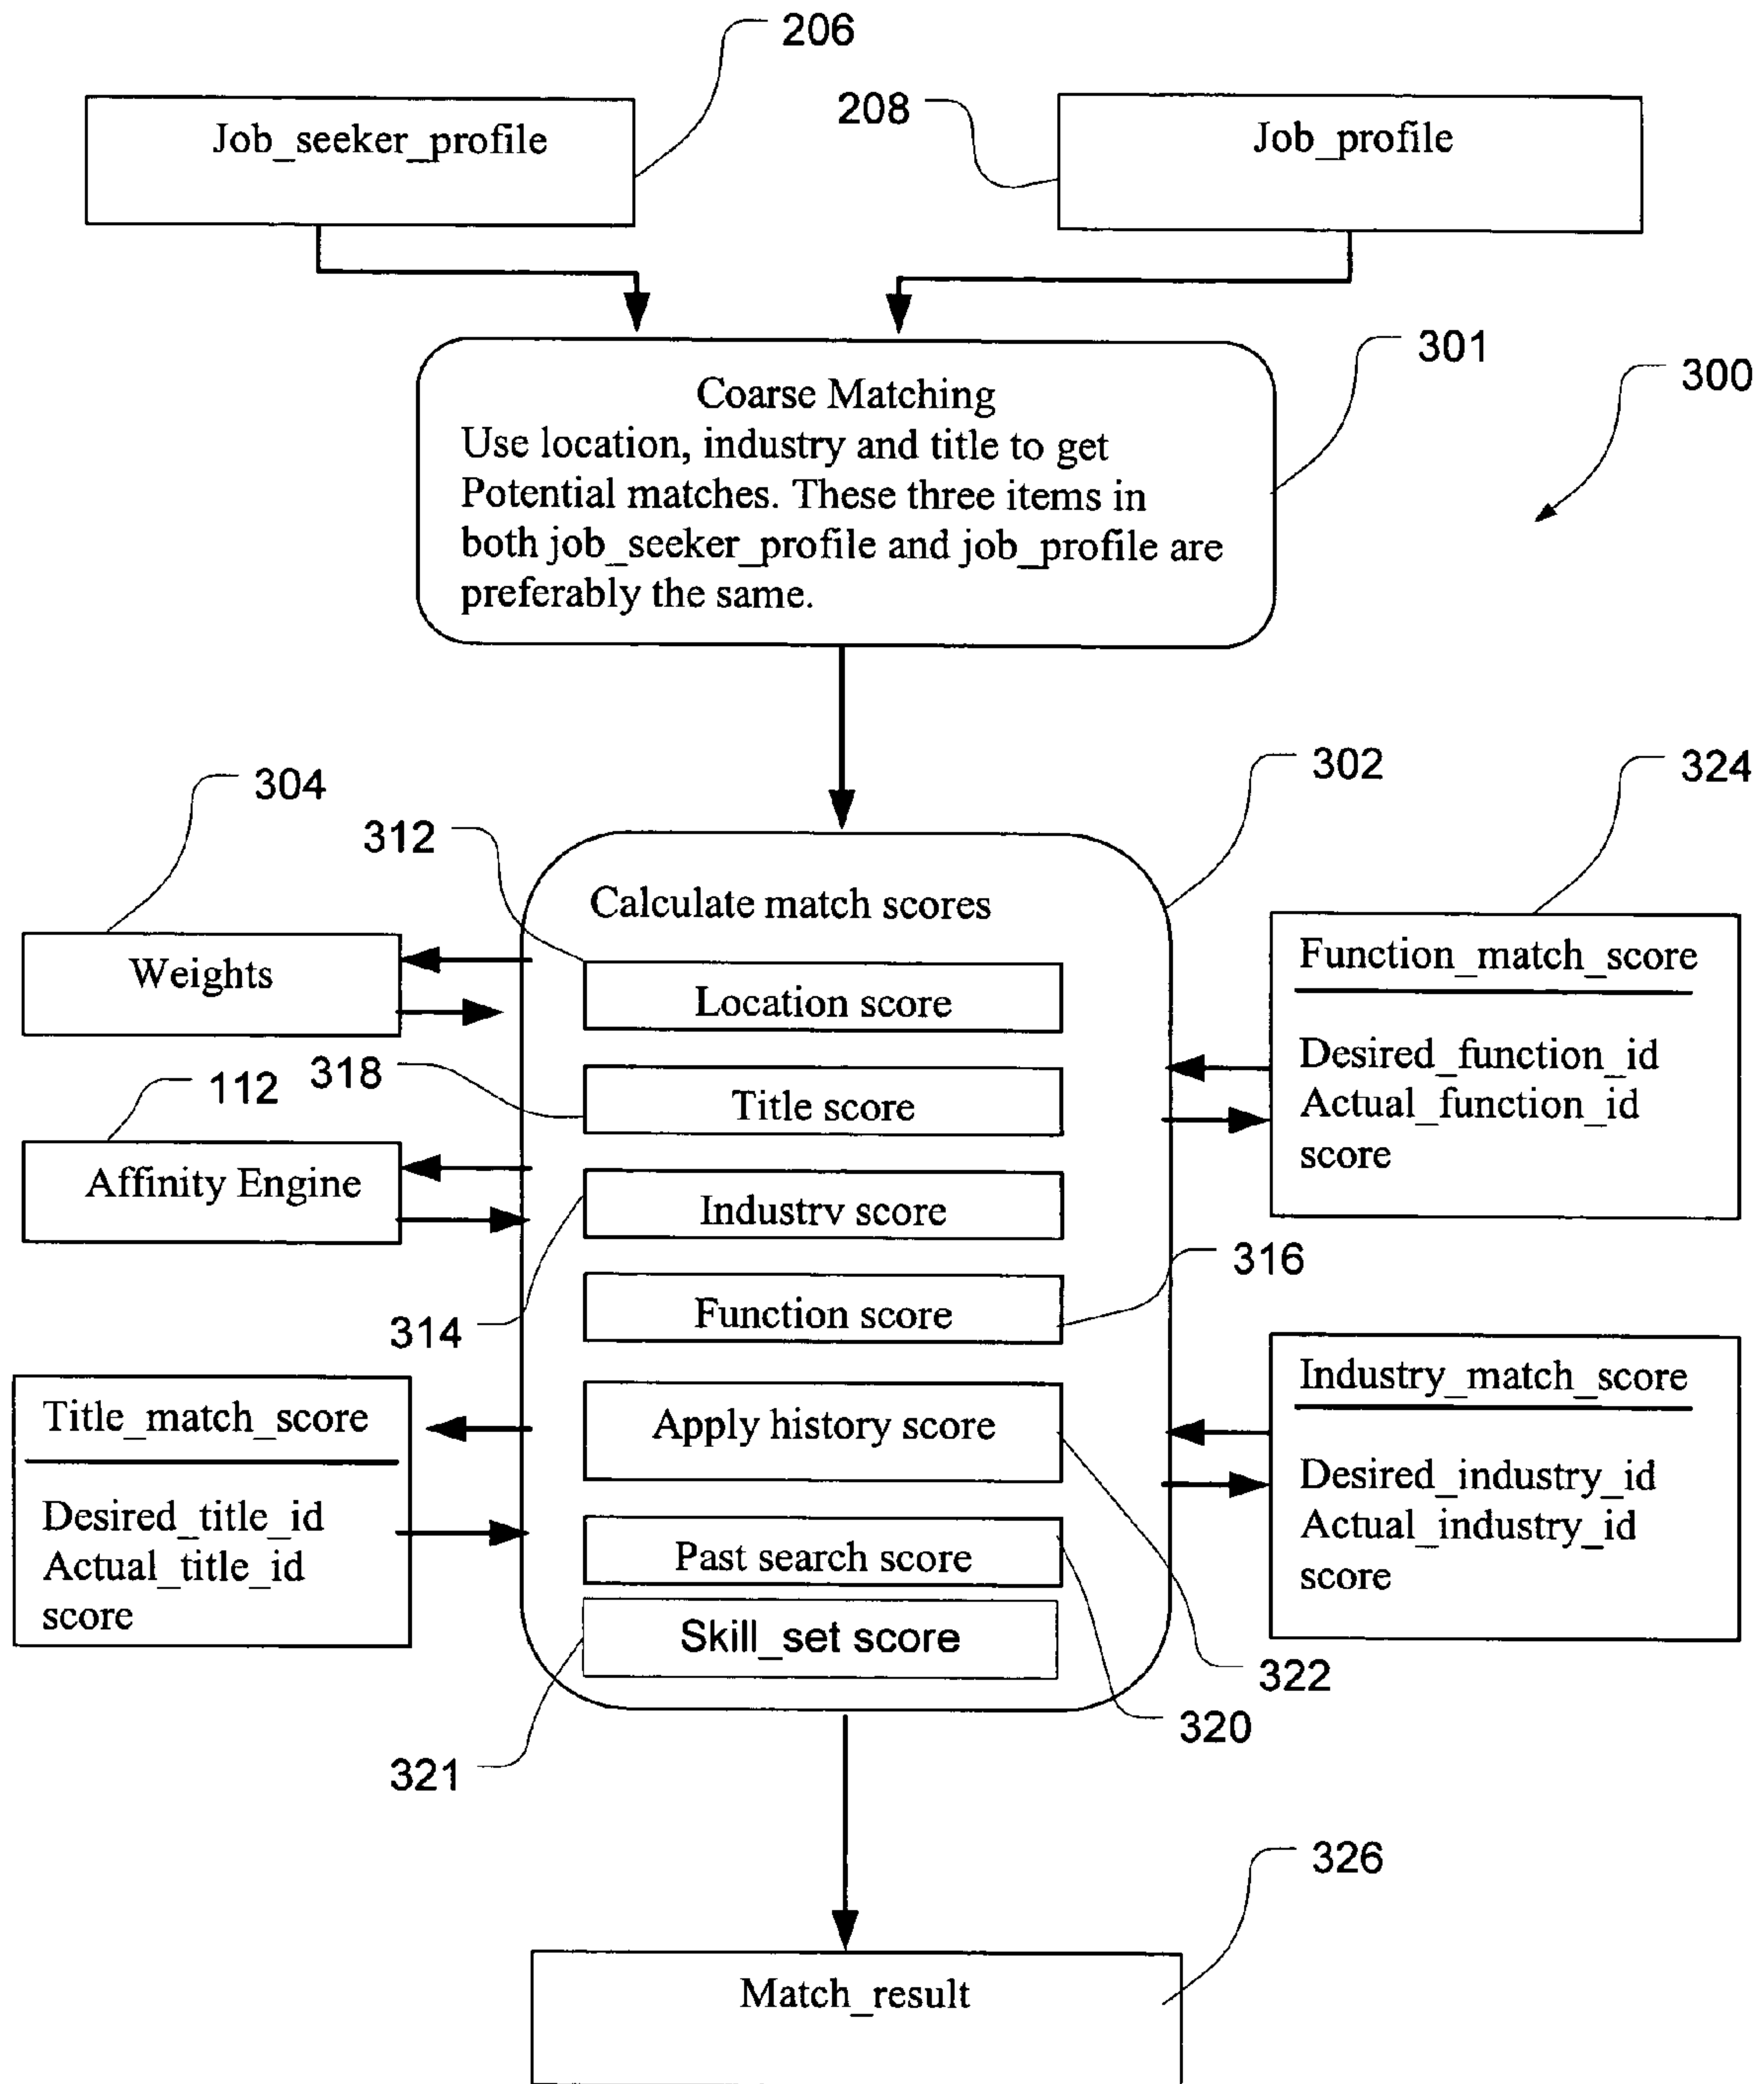 206
208
Job_seeker_profile
Job_profile
301
300
Coarse Matching
Use location, industry and title to get
Potential matches. These three items in
both job_seeker_profile and job_profile are
preferably the same.
304
312
302
324
Calculate match scores
Weights
Location score
Function_match_score
Desired_function_id
Actual_function_id
score
112
318
Title score
Affinity Engine
Industrv score
316
314
Function score
Title_match_score
Desired_title_id
Actual_title_id
score
Apply history score
Industry_match_score
Desired_industry_id
Actual_industry_id
score
Past search score
Skill_set score
322
320
321
326
Match_result